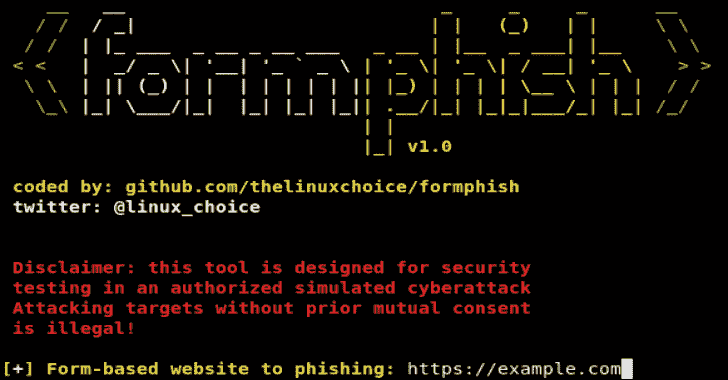 formphish
v1.0
coded by: github.com/thelinuxchoice/formphish
twitter: @linux_choice
Disclaimer: this tool is designed for security
testing in an authorized simulated cyberattack
Attacking targets without prior mutual consent
is illegal!
[+] Form-based website to phishing: https://example.com